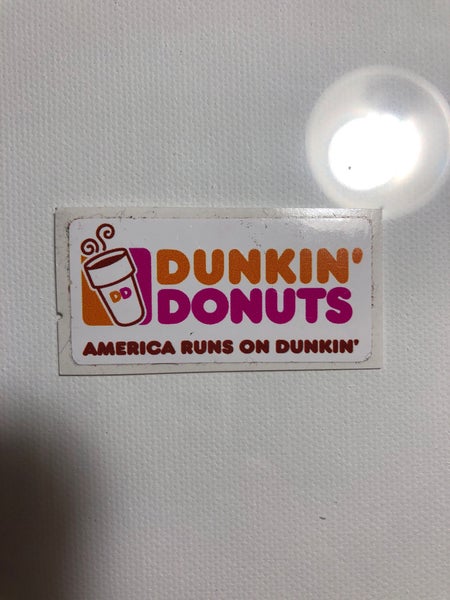 DD
DUNKIN'
DONUTS
AMERICA RUNS ON DUNKIN'